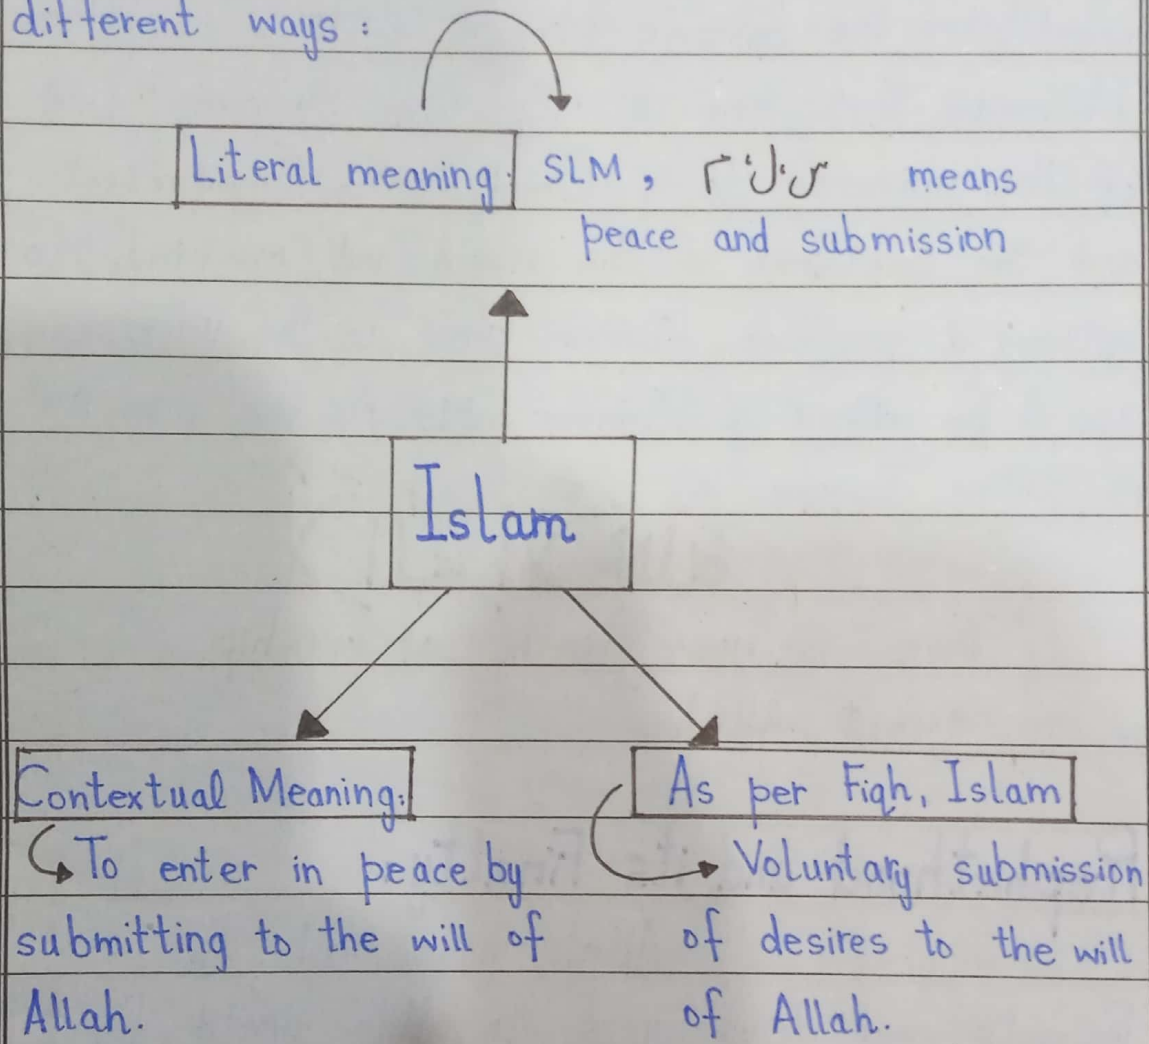 different ways :
Literal meaning: SLM, س،ل،م means
peace and submission
Islam
Contextual Meaning:
To enter in peace by
submitting to the will of
Allah.
As per Fiqh, Islam
Voluntary submission
of desires to the will
of Allah.